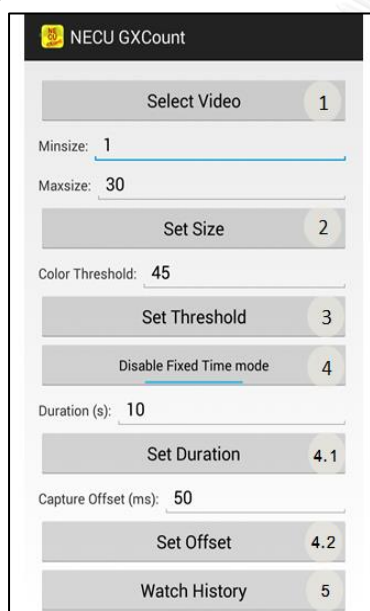 NECU GXCount
Select Video 1
Minsize: 1
Maxsize: 30
Set Size 2
Color Threshold: 45
Set Threshold 3
Disable Fixed Time mode 4
Duration (s): 10
Set Duration 4.1
Capture Offset (ms): 50
Set Offset 4.2
Watch History 5